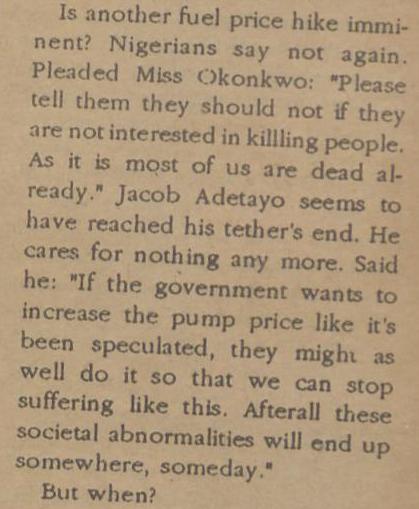 Is another fuel price hike immi-
nent? Nigerians say not again.
Pleaded Miss Okonkwo: "Please
tell them they should not if they
are not interested in killling people.
As it is most of us are dead al-
ready." Jacob Adetayo seems to
have reached his tether's end. He
cares for nothing any more. Said
he: "If the government wants to
increase the pump price like it's
been speculated, they might as
well do it so that we can stop
suffering like this. Afterall these
societal abnormalities will end up
somewhere, someday."
But when?